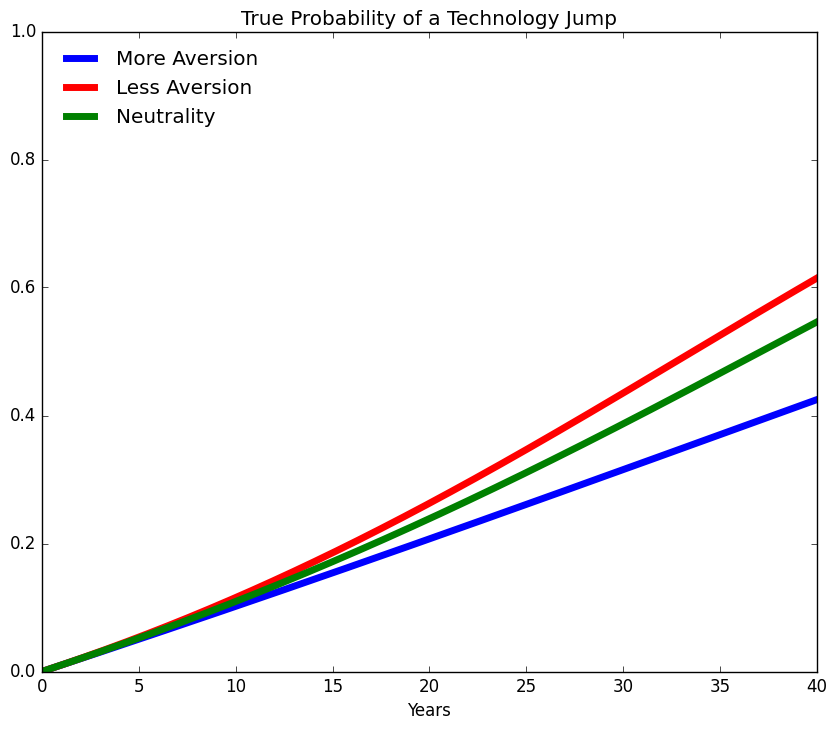 True Probability of a Technology Jump
1.0
More Aversion
Less Aversion
Neutrality
0.8
0.6
0.4
0.2
0.0
0 5 10 15 20 25 30 35 40
Years